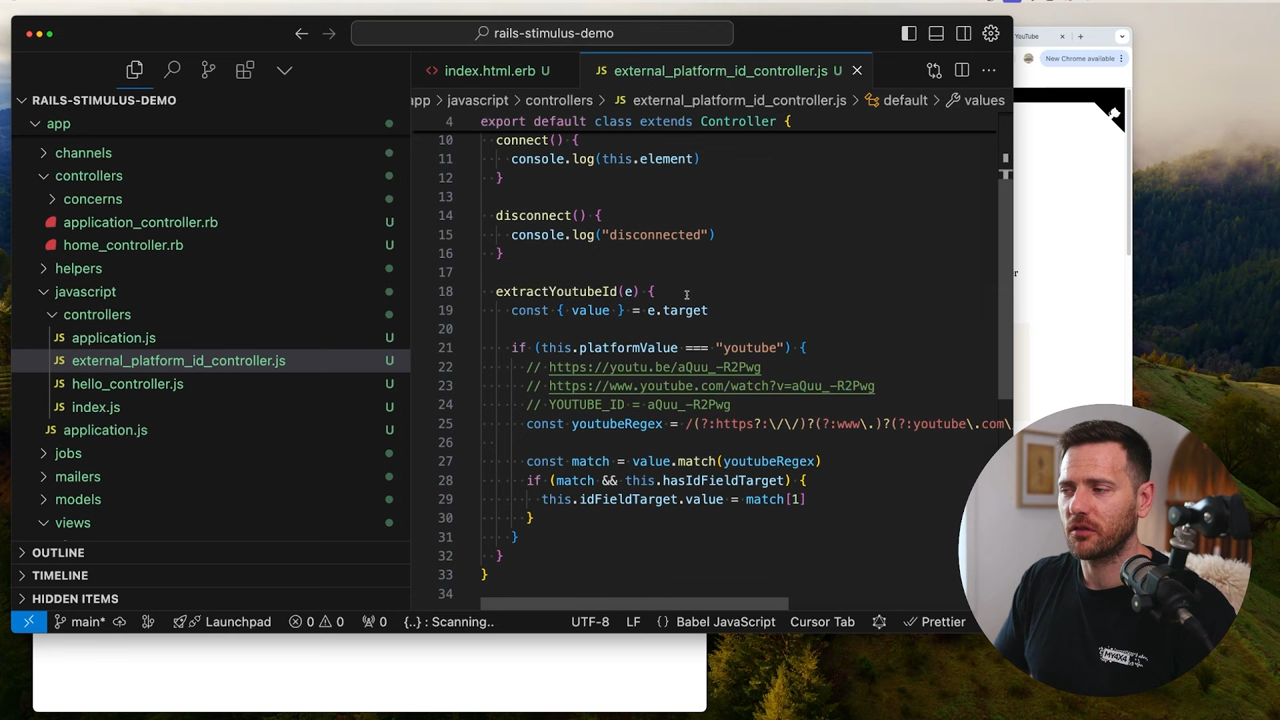 rails-stimulus-demo
YouTube
New Chrome available
index.html.erb U
JS external_platform_id_controller.js U
RAILS-STIMULUS-DEMO
app
channels
controllers
concerns
application_controller.rb U
home_controller.rb U
helpers
javascript
controllers
JS application.js U
JS external_platform_id_controller.js U
JS hello_controller.js U
JS index.js U
JS application.js U
jobs
mailers
models
views
OUTLINE
TIMELINE
HIDDEN ITEMS
app › javascript › controllers › JS external_platform_id_controller.js › default › values
4 export default class extends Controller {
10 connect() {
11 console.log(this.element)
12 }
13
14 disconnect() {
15 console.log("disconnected")
16 }
17
18 extractYoutubeId(e) {
19 const { value } = e.target
20
21 if (this.platformValue === "youtube") {
22 // https://youtu.be/aQuu_-R2Pwg
23 // https://www.youtube.com/watch?v=aQuu_-R2Pwg
24 // YOUTUBE_ID = aQuu_-R2Pwg
25 const youtubeRegex = /(?:https?:\/\/)?(?:www\.)?(?:youtube\.com\
26
27 const match = value.match(youtubeRegex)
28 if (match && this.hasIdFieldTarget) {
29 this.idFieldTarget.value = match[1]
30 }
31 }
32 }
33 }
34
main* Launchpad 0 0 0 {..} : Scanning.. UTF-8 LF {} Babel JavaScript Cursor Tab Prettier